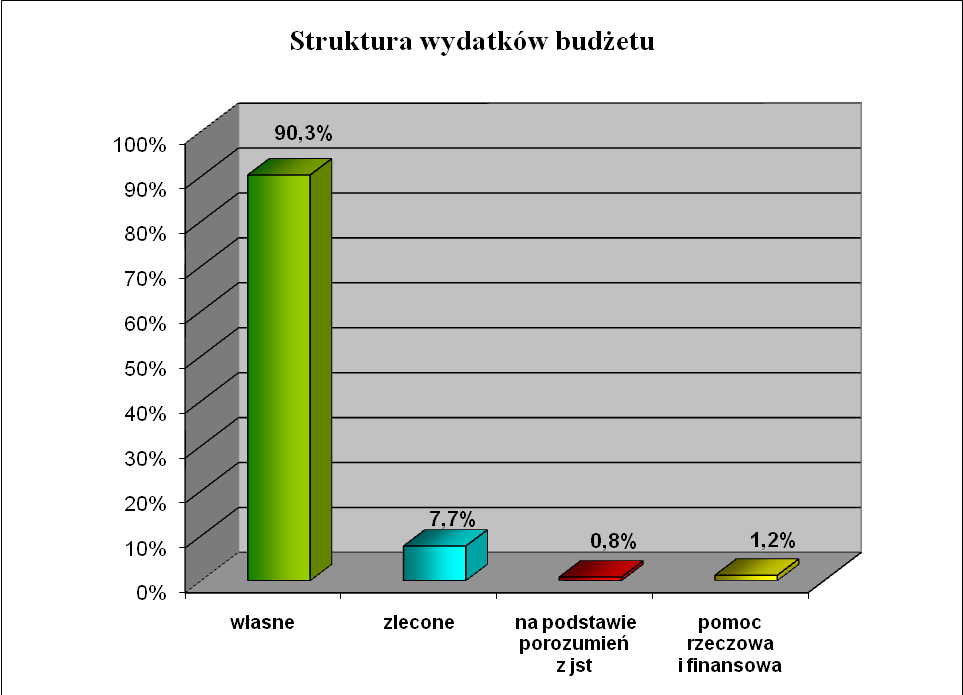 Struktura wydatków budżetu
90,3%
100%
90%
80%
70%
60%
50%
40%
30%
20%
10%
0%
7,7%
0,8%
1,2%
własne
zlecone
na podstawie
porozumień
z jst
pomoc
rzeczowa
i finansowa